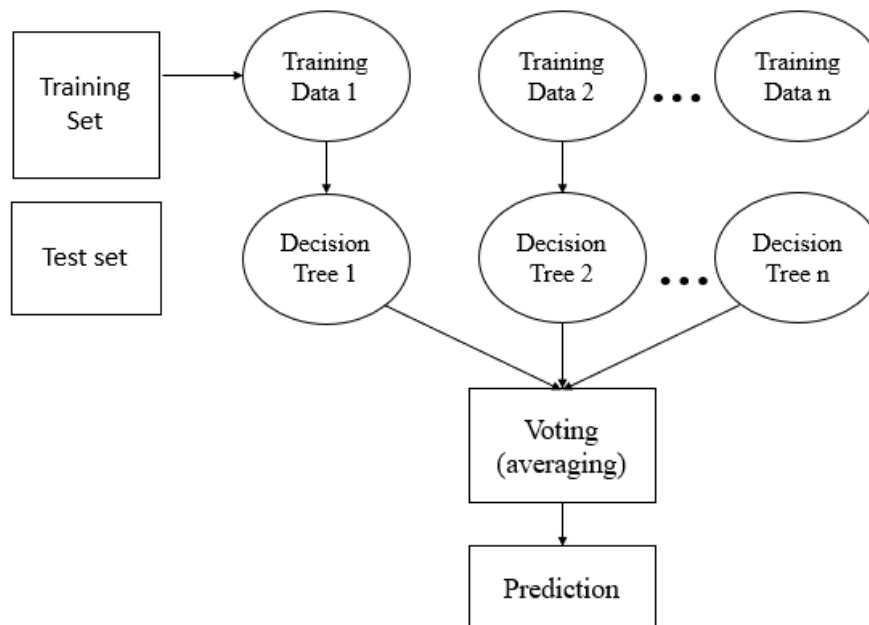 Training
Set
Training
Data 1
Training
Data 2
...
Training
Data n
Test set
Decision
Tree 1
Decision
Tree 2
...
Decision
Tree n
Voting
(averaging)
Prediction